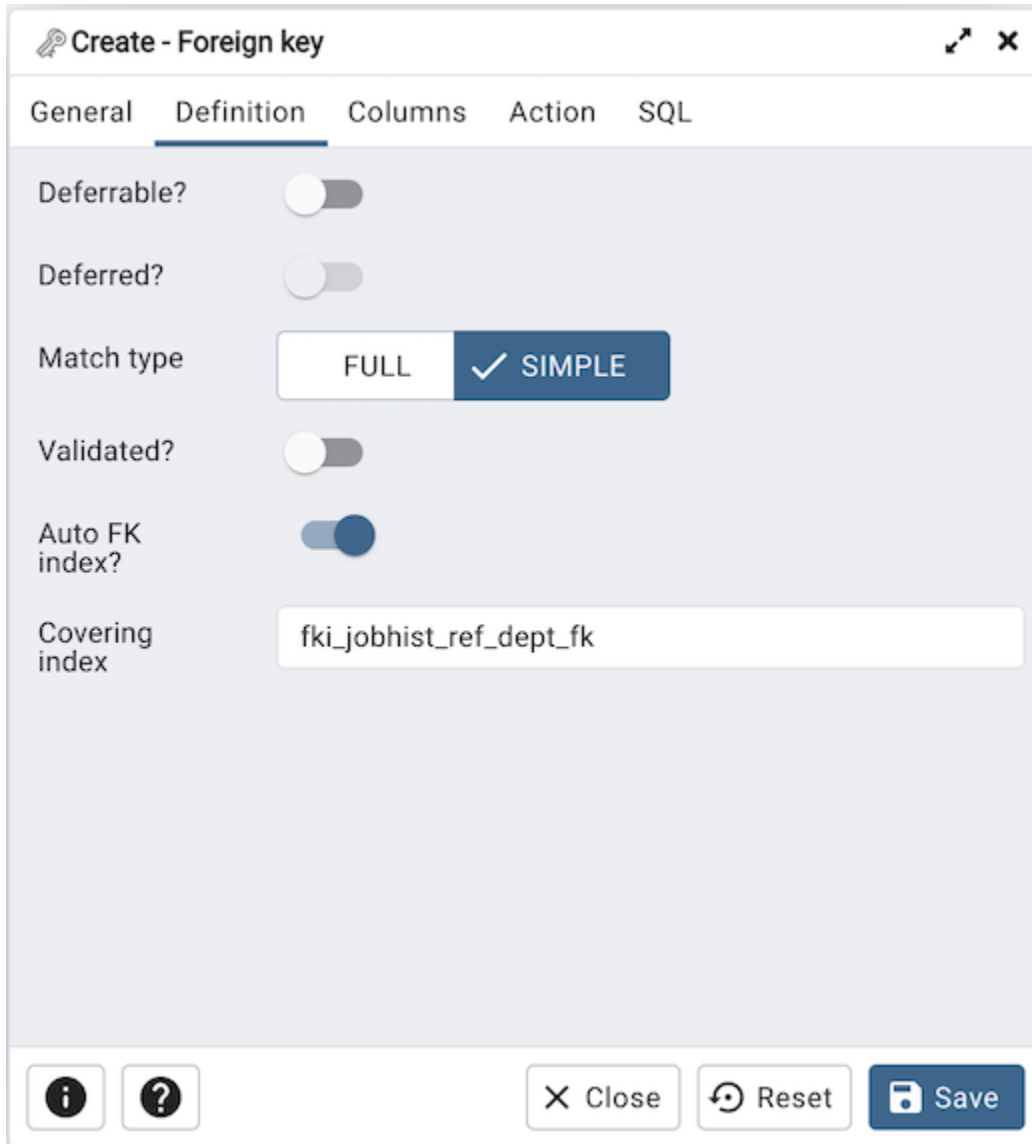 Create - Foreign key
General Definition Columns Action SQL
Deferrable?
Deferred?
Match type FULL SIMPLE
Validated?
Auto FK
index?
Covering
index
fki_jobhist_ref_dept_fk
Close Reset Save